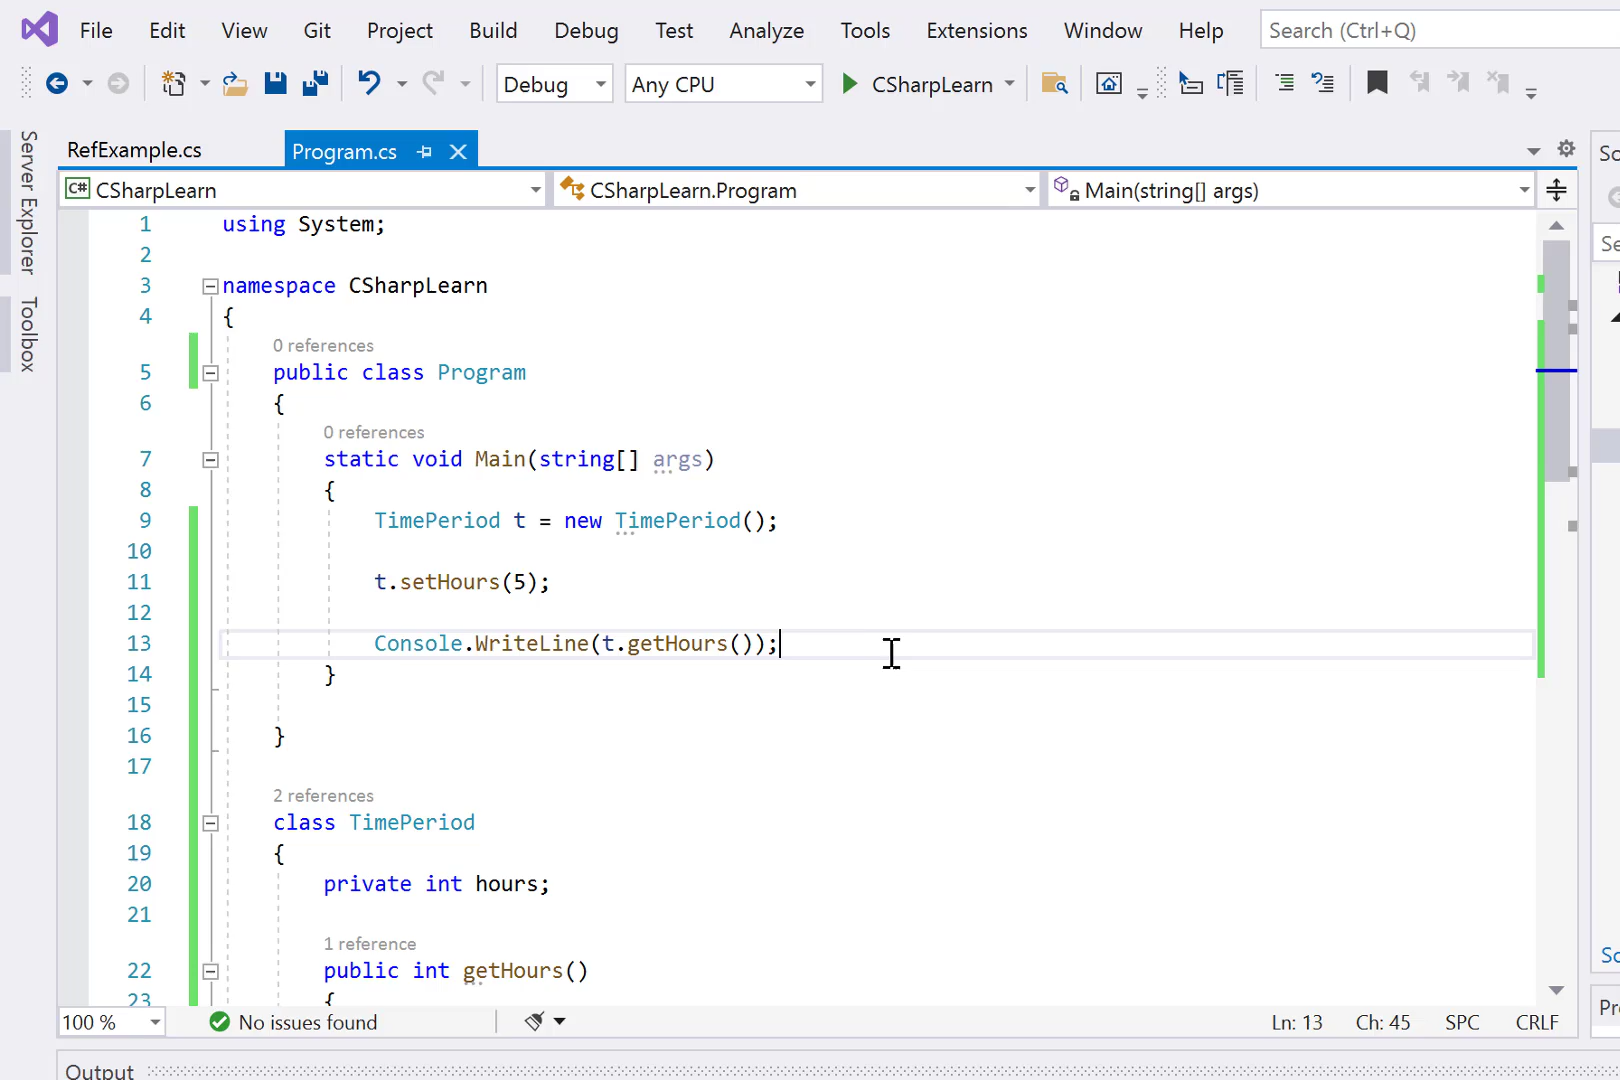 File Edit View Git Project Build Debug Test Analyze Tools Extensions Window Help Search (Ctrl+Q)
Debug Any CPU CSharpLearn
Server Explorer
Toolbox
RefExample.cs Program.cs
C# CSharpLearn CSharpLearn.Program Main(string[] args)
1 using System;
2
3 namespace CSharpLearn
4 {
0 references
5 public class Program
6 {
0 references
7 static void Main(string[] args)
8 {
9 TimePeriod t = new TimePeriod();
10
11 t.setHours(5);
12
13 Console.WriteLine(t.getHours());
14 }
15
16 }
17
2 references
18 class TimePeriod
19 {
20 private int hours;
21
1 reference
22 public int getHours()
23 {
100 % No issues found Ln: 13 Ch: 45 SPC CRLF
Output